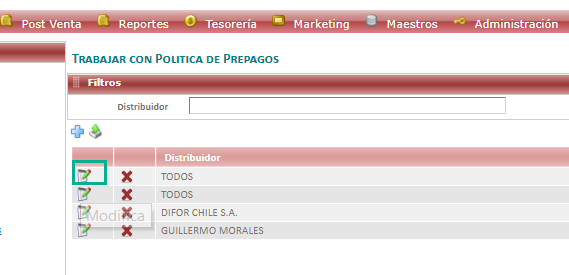 Post Venta Reportes Tesorería Marketing Maestros Administración
TRABAJAR CON POLITICA DE PREPAGOS
Filtros
Distribuidor
Distribuidor
TODOS
TODOS
DIFOR CHILE S.A.
Modifica
GUILLERMO MORALES